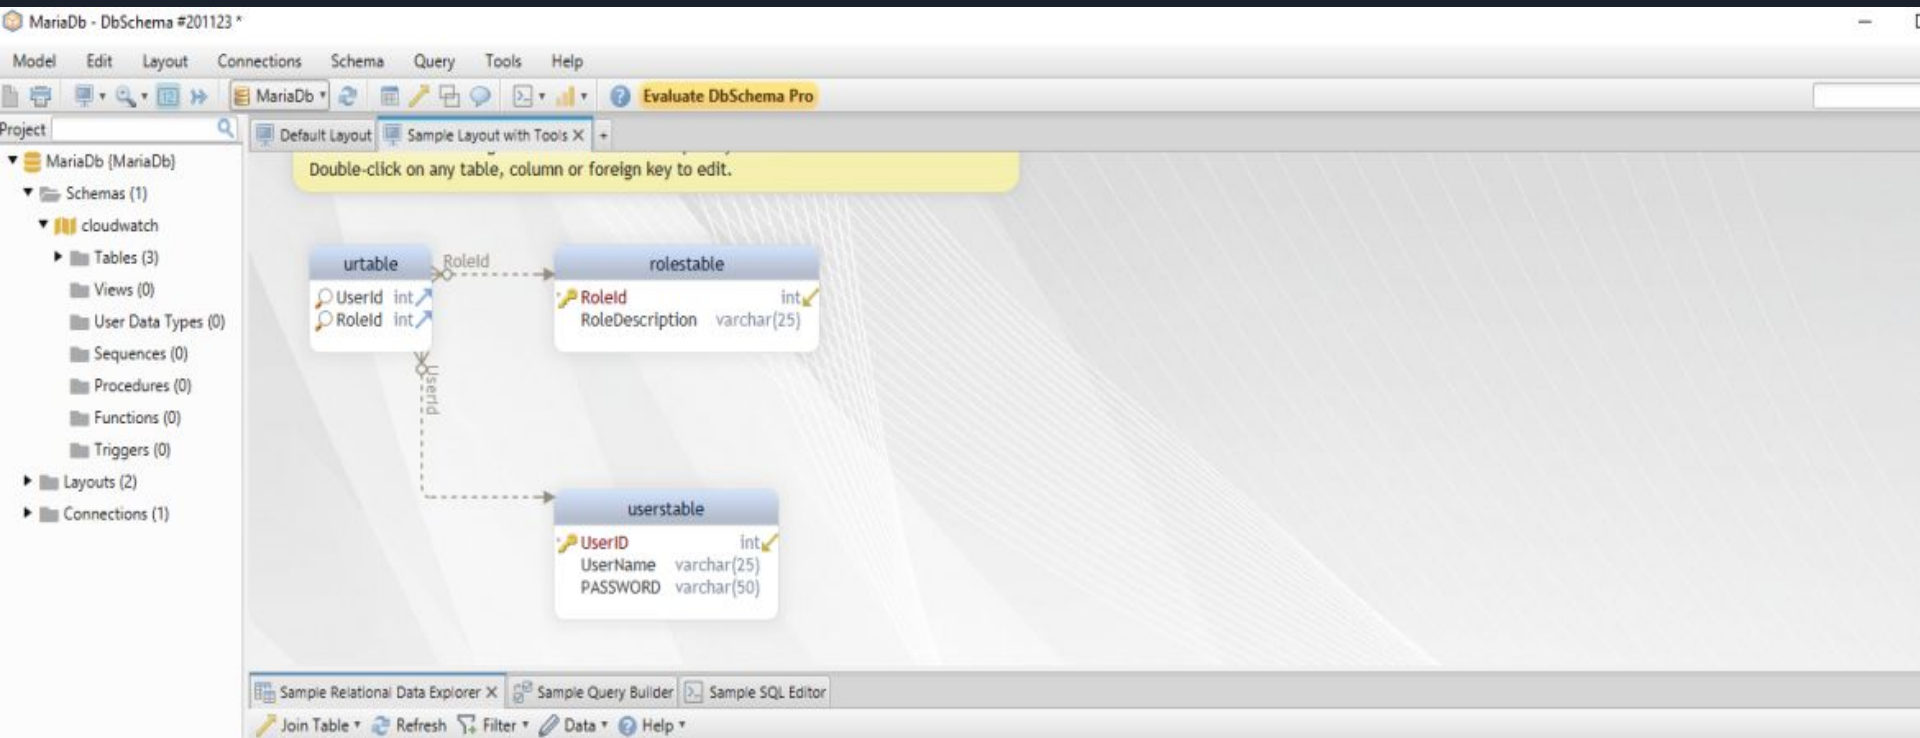 MariaDb - DbSchema #201123 *
Model Edit Layout Connections Schema Query Tools Help
MariaDb Evaluate DbSchema Pro
Project
Default Layout Sample Layout with Tools X +
MariaDb {MariaDb}
Schemas (1)
cloudwatch
Tables (3)
Views (0)
User Data Types (0)
Sequences (0)
Procedures (0)
Functions (0)
Triggers (0)
Layouts (2)
Connections (1)
Double-click on any table, column or foreign key to edit.
urtable
UserId int
RoleId int
RoleId
rolestable
RoleId int
RoleDescription varchar(25)
UserId
userstable
UserID int
UserName varchar(25)
PASSWORD varchar(50)
Sample Relational Data Explorer X Sample Query Builder Sample SQL Editor
Join Table Refresh Filter Data Help